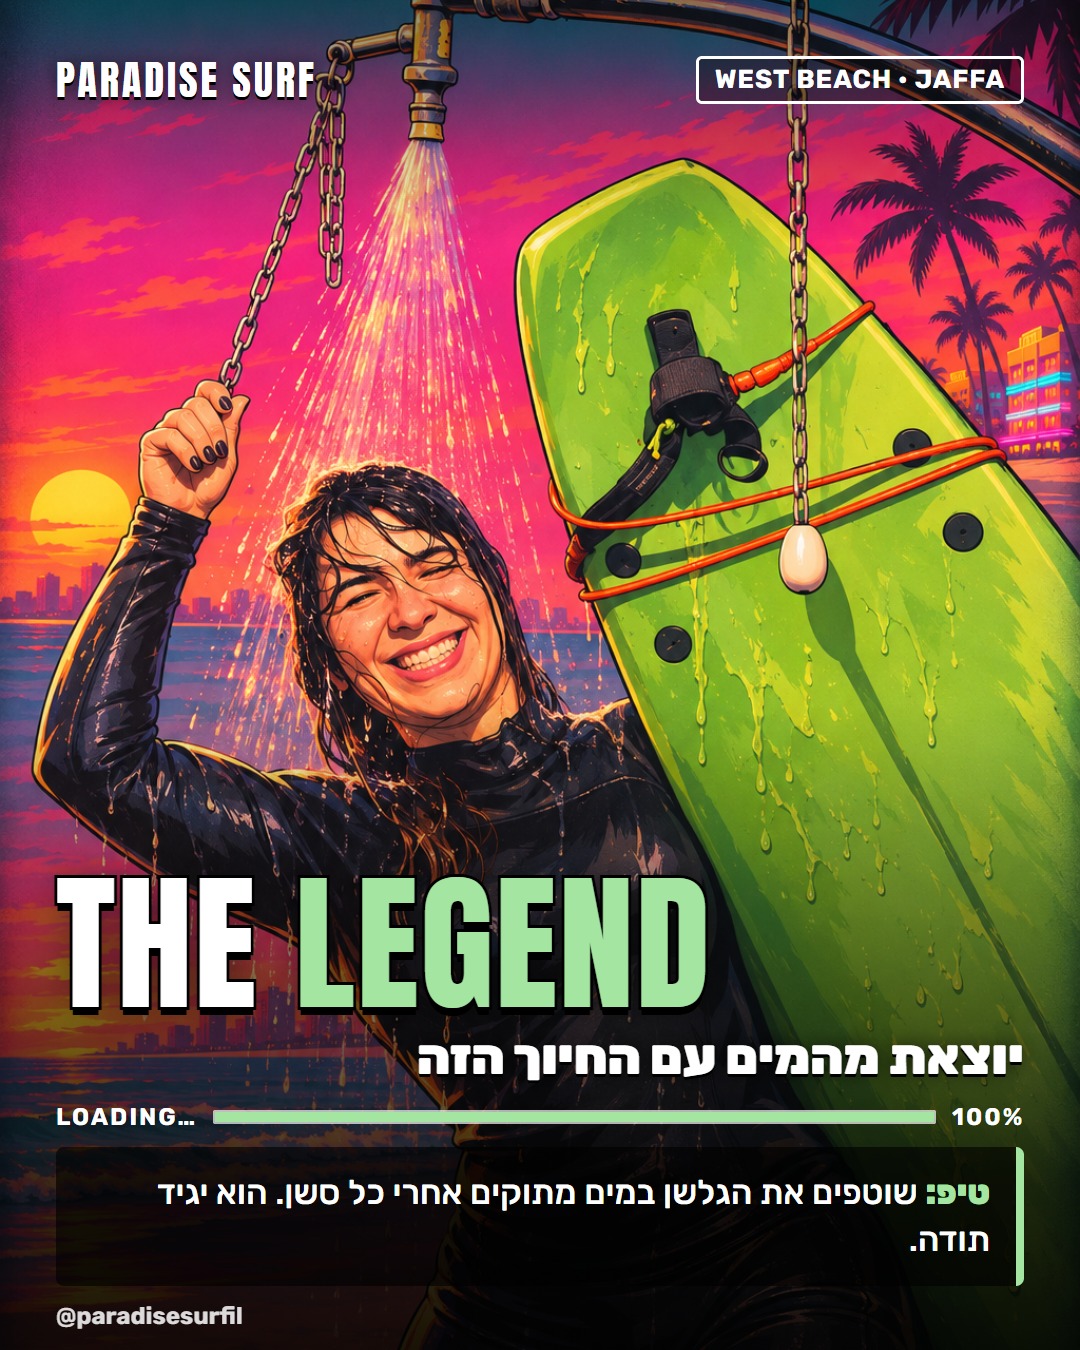 PARADISE SURF
WEST BEACH • JAFFA
THE LEGEND
יוצאת מהמים עם החיוך הזה
LOADING… 100%
טיפ: שוטפים את הגלשן במים מתוקים אחרי כל סשן. הוא יגיד
תודה.
@paradisesurfil